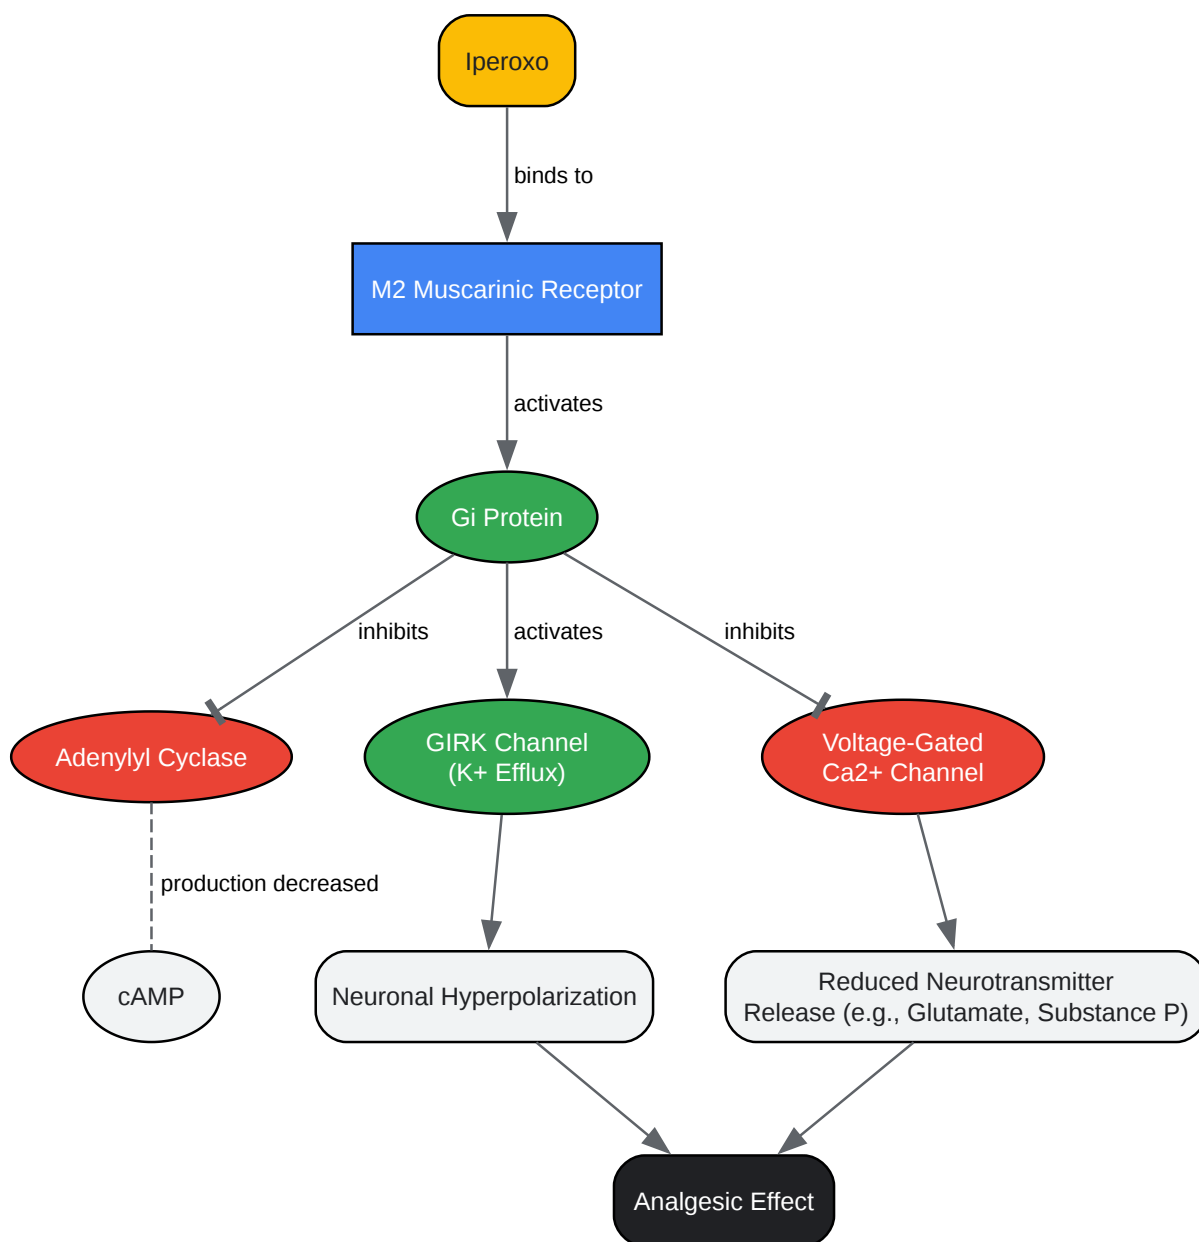 Iperoxo
binds to
M2 Muscarinic Receptor
activates
Gi Protein
inhibits
activates
inhibits
Adenylyl Cyclase
GIRK Channel
(K+ Efflux)
Voltage-Gated
Ca2+ Channel
production decreased
cAMP
Neuronal Hyperpolarization
Reduced Neurotransmitter
Release (e.g., Glutamate, Substance P)
Analgesic Effect